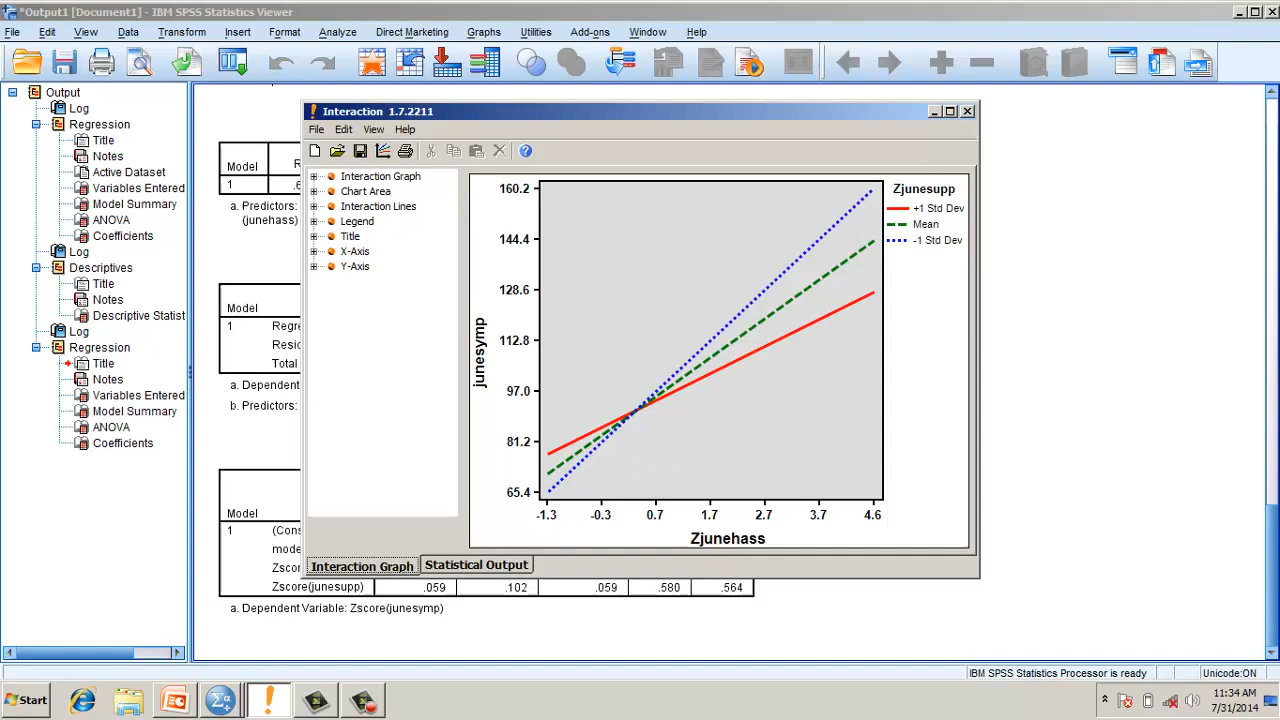 *Output1 [Document1] - IBM SPSS Statistics Viewer
File Edit View Data Transform Insert Format Analyze Direct Marketing Graphs Utilities Add-ons Window Help
Output
Log
Regression
Title
Notes
Active Dataset
Variables Entered
Model Summary
ANOVA
Coefficients
Log
Descriptives
Title
Notes
Descriptive Statist
Log
Regression
Title
Notes
Variables Entered
Model Summary
ANOVA
Coefficients
Model R
1 .6
a. Predictors:
(junehass)
Model
1 Regre
Resid
Total
a. Dependent
b. Predictors:
Model
1 (Cons
mode
Zsco
Zscore(junesupp) .059 .102 .059 .580 .564
a. Dependent Variable: Zscore(junesymp)
Interaction 1.7.2211
File Edit View Help
Interaction Graph
Chart Area
Interaction Lines
Legend
Title
X-Axis
Y-Axis
junesymp
160.2
144.4
128.6
112.8
97.0
81.2
65.4
-1.3 -0.3 0.7 1.7 2.7 3.7 4.6
Zjunehass
Zjunesupp
+1 Std Dev
Mean
-1 Std Dev
Interaction Graph Statistical Output
IBM SPSS Statistics Processor is ready Unicode:ON
Start
11:34 AM
7/31/2014